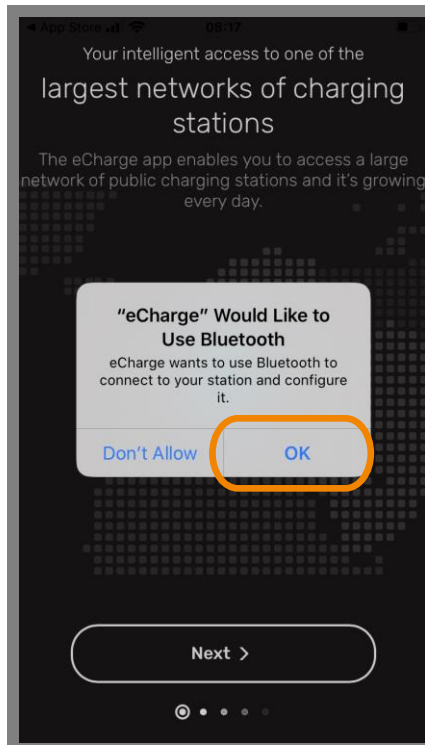 ◂ App Store 08:17
Your intelligent access to one of the
largest networks of charging
stations
The eCharge app enables you to access a large
network of public charging stations and it's growing
every day.
"eCharge" Would Like to
Use Bluetooth
eCharge wants to use Bluetooth to
connect to your station and configure
it.
Don't Allow OK
Next >